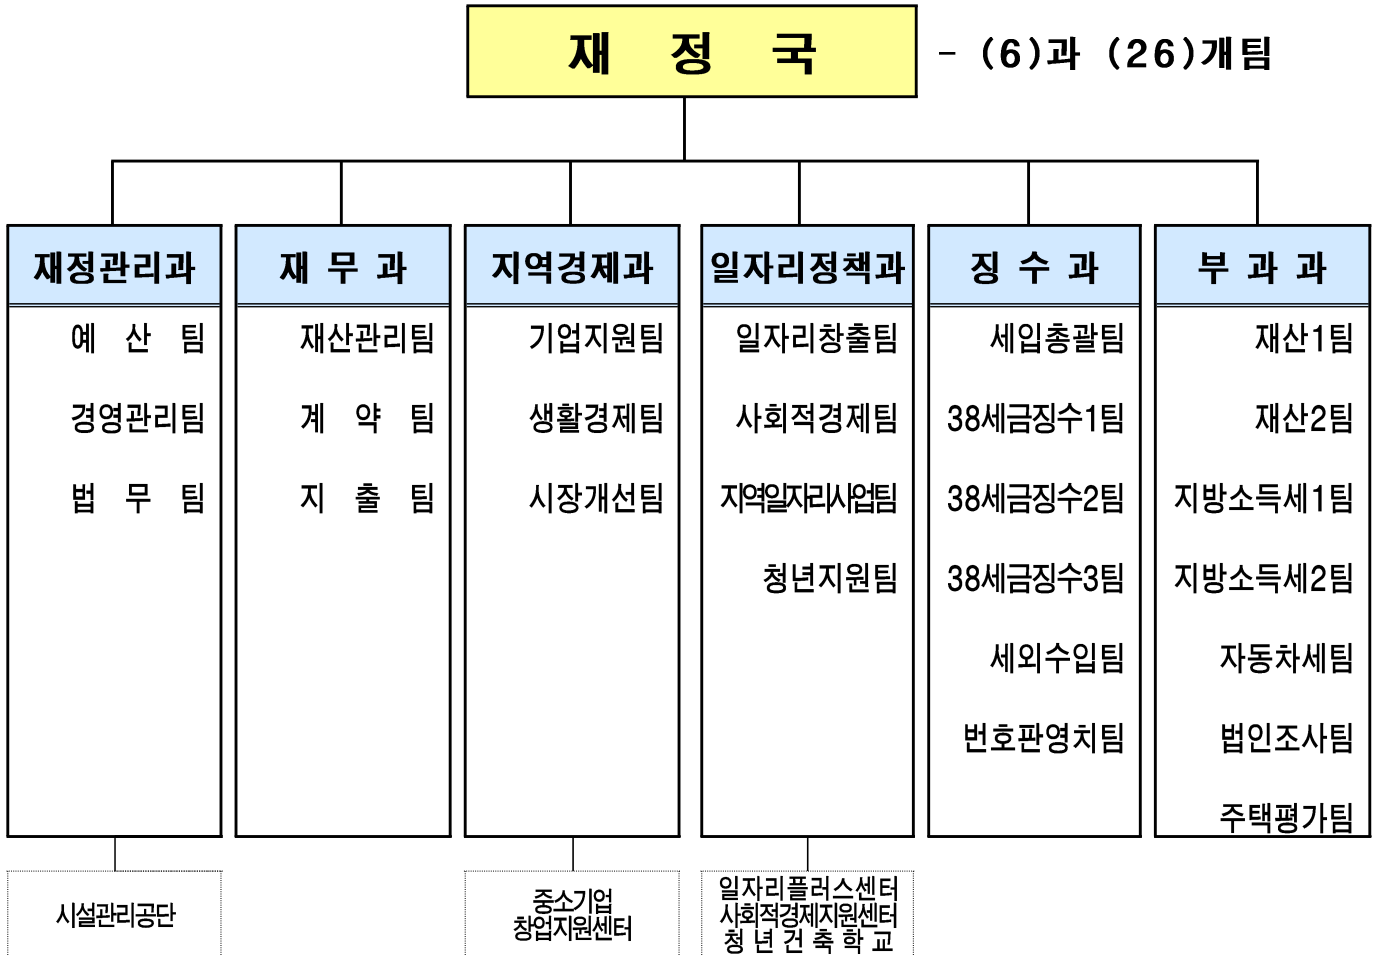 재 정 국
- (6)과 (26)개팀
재정관리과
예 산 팀
경영관리팀
법 무 팀
시설관리공단
재 무 과
재산관리팀
계 약 팀
지 출 팀
지역경제과
기업지원팀
생활경제팀
시장개선팀
중소기업
창업지원센터
일자리정책과
일자리창출팀
사회적경제팀
지역일자리사업팀
청년지원팀
일자리플러스센터
사회적경제지원센터
청 년 건 축 학 교
징 수 과
세입총괄팀
38세금징수1팀
38세금징수2팀
38세금징수3팀
세외수입팀
번호판영치팀
부 과 과
재산1팀
재산2팀
지방소득세1팀
지방소득세2팀
자동차세팀
법인조사팀
주택평가팀